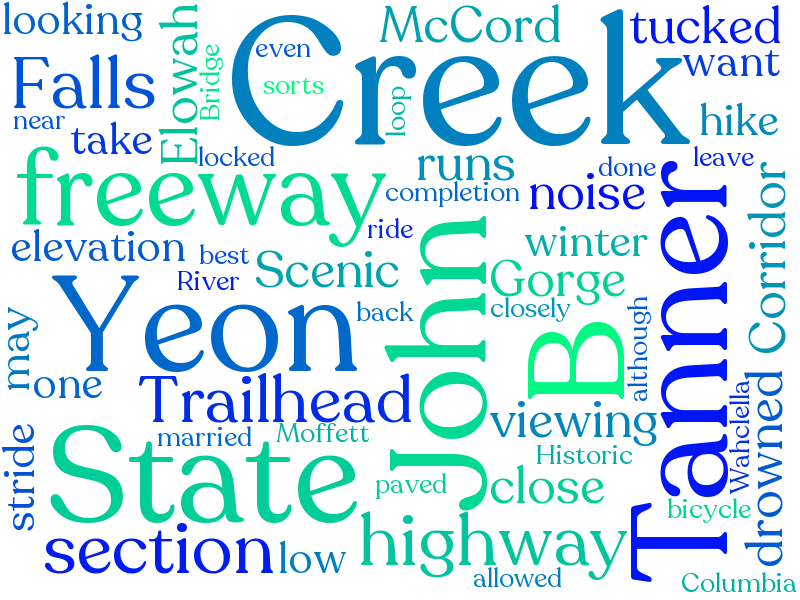 looking
McCord
tucked
Creek
even
want
Falls
Elowah
Bridge
sorts
loop
near
take
hike
locked
runs
done
leave
freeway
completion
noise
ride
elevation
best
winter
Corridor
River
Scenic
Gorge
Tanner
Yeon
back
John
closely
although
B
may
one
Trailhead
viewing
Wahclella
drowned
stride
married
Moffett
Historic
State
paved
close
bicycle
section
low
highway
allowed
Columbia